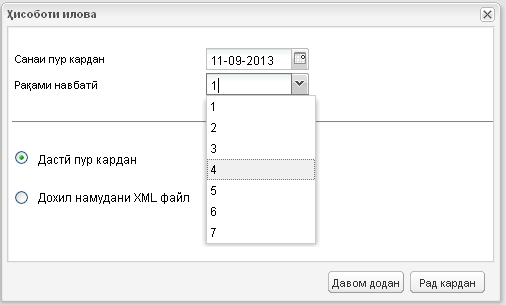 Ҳисоботи илова
Санаи пур кардан 11-09-2013
Рақами навбатӣ 1
1
2
3
4
5
6
7
Дастӣ пур кардан
Дохил намудани XML файл
Давом додан Рад кардан